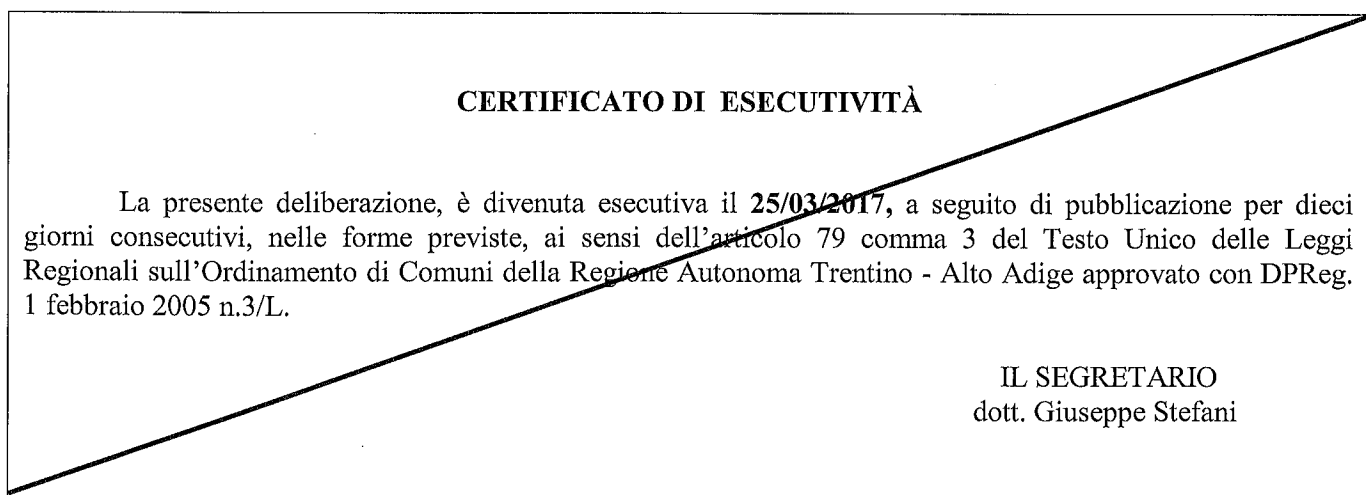 CERTIFICATO DI ESECUTIVITÀ
La presente deliberazione, è divenuta esecutiva il 25/03/2017, a seguito di pubblicazione per dieci
giorni consecutivi, nelle forme previste, ai sensi dell'articolo 79 comma 3 del Testo Unico delle Leggi
Regionali sull'Ordinamento di Comuni della Regione Autonoma Trentino - Alto Adige approvato con DPReg.
1 febbraio 2005 n.3/L.
IL SEGRETARIO
dott. Giuseppe Stefani